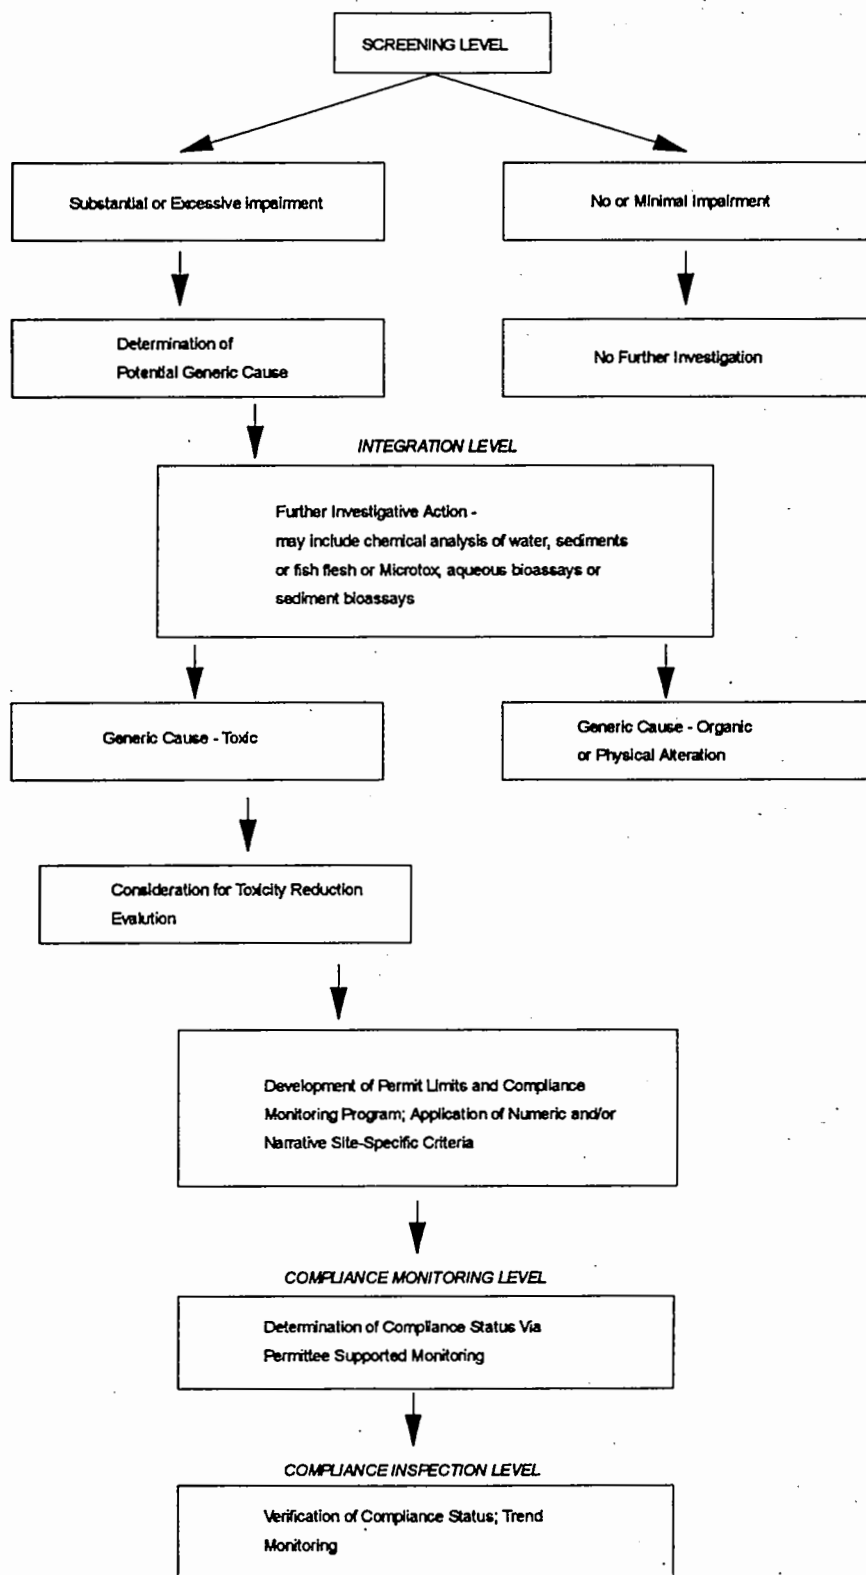 SCREENING LEVEL
Substantial or Excessive Impairment
No or Minimal Impairment
Determination of
Potential Generic Cause
No Further Investigation
INTEGRATION LEVEL
Further Investigative Action -
may include chemical analysis of water, sediments
or fish flesh or Microtox, aqueous bioassays or
sediment bioassays
Generic Cause - Toxic
Generic Cause - Organic
or Physical Alteration
Consideration for Toxicity Reduction
Evalution
Development of Permit Limits and Compliance
Monitoring Program; Application of Numeric and/or
Narrative Site-Specific Criteria
COMPLIANCE MONITORING LEVEL
Determination of Compliance Status Via
Permittee Supported Monitoring
COMPLIANCE INSPECTION LEVEL
Verification of Compliance Status; Trend
Monitoring